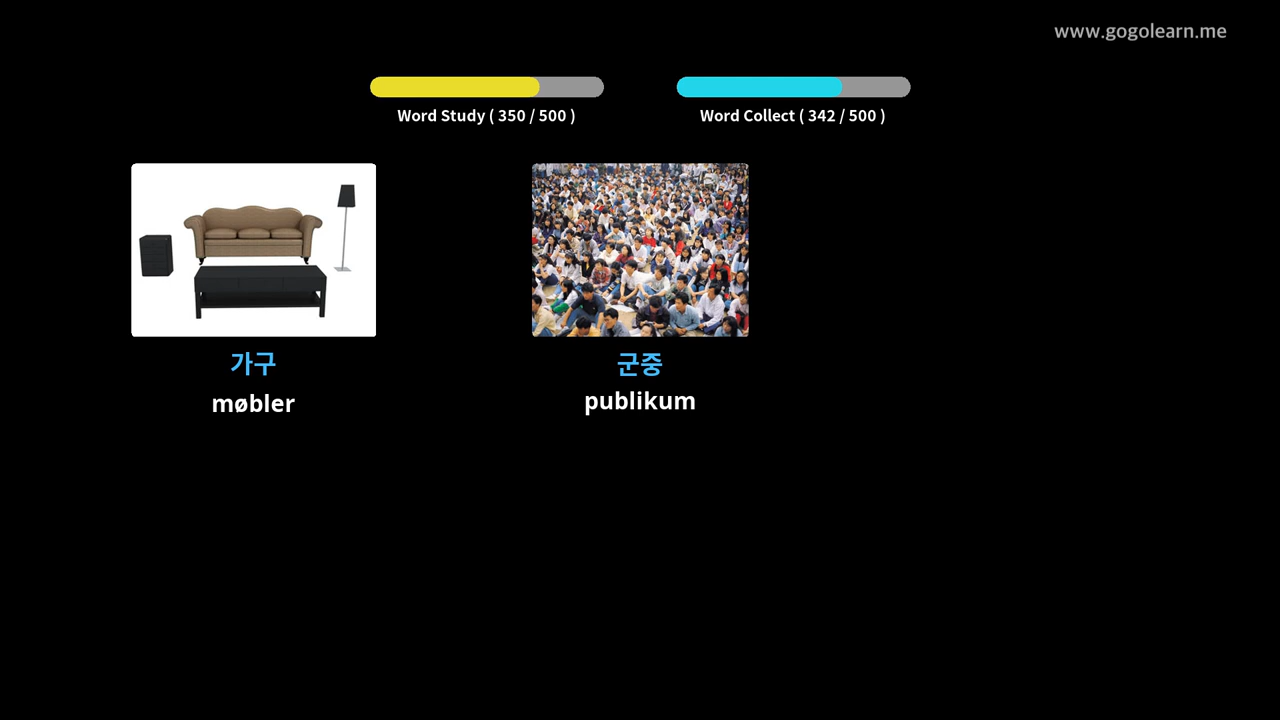 www.gogolearn.me
Word Study ( 350 / 500 )
Word Collect ( 342 / 500 )
가구
møbler
군중
publikum